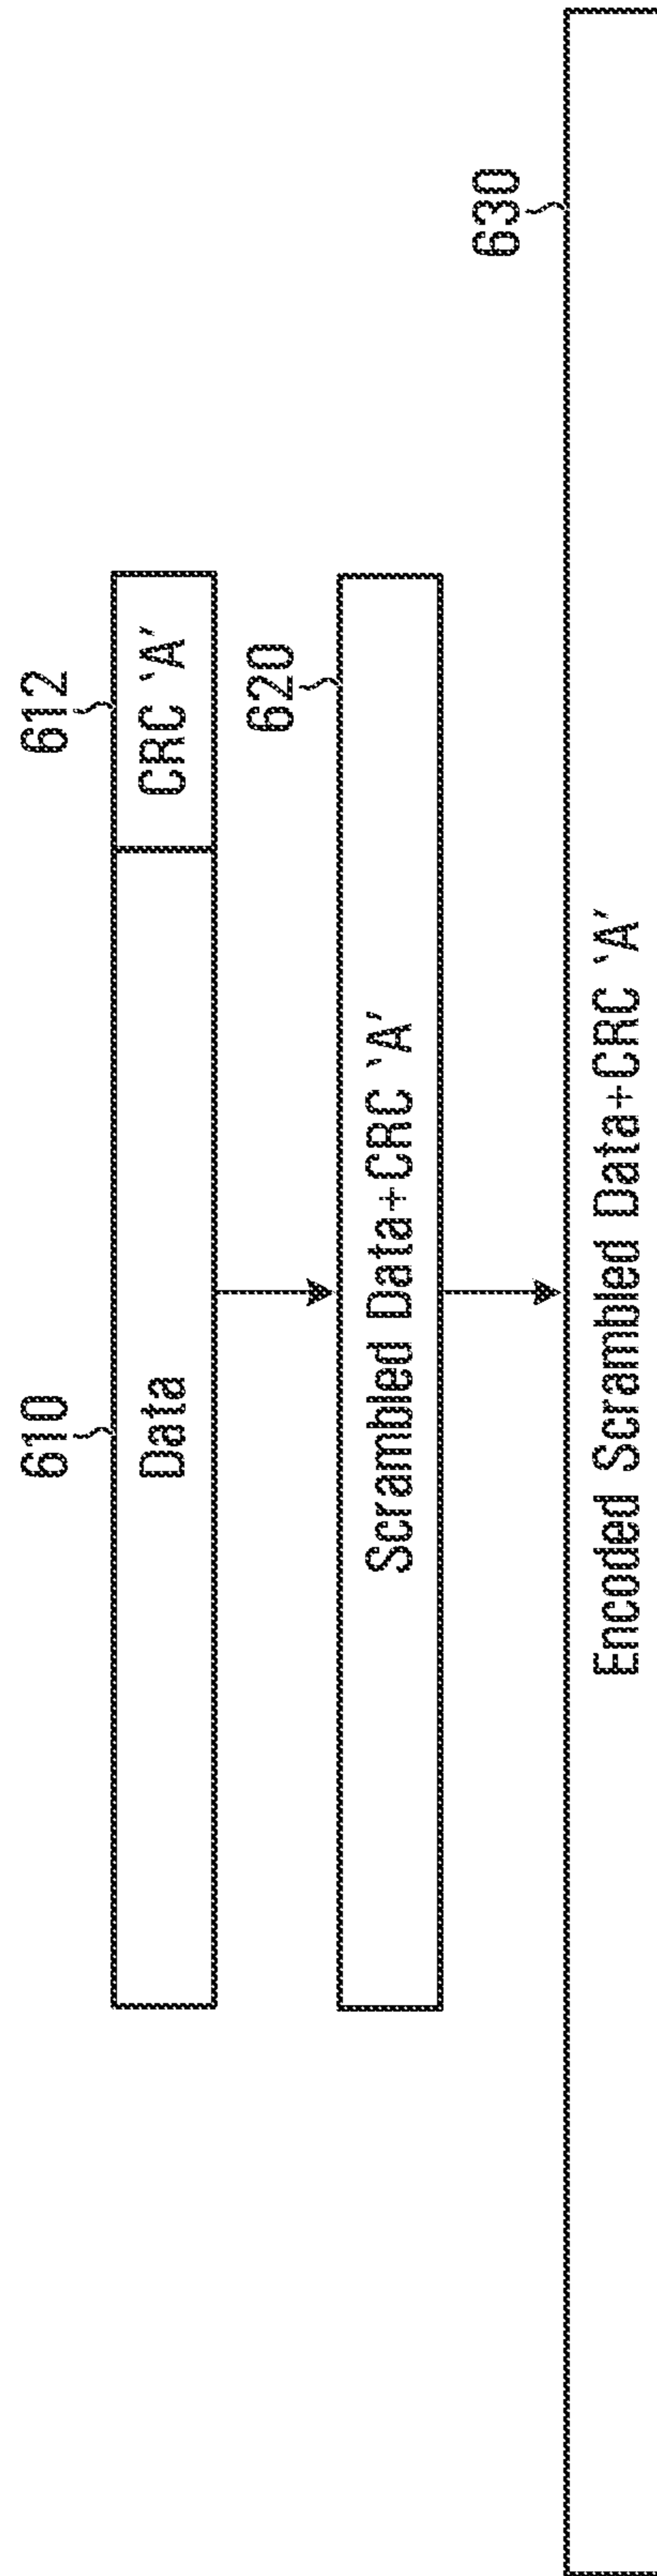 610
612
Data
CRC 'A'
620
Scrambled Data+CRC 'A'
630
Encoded Scrambled Data+CRC 'A'